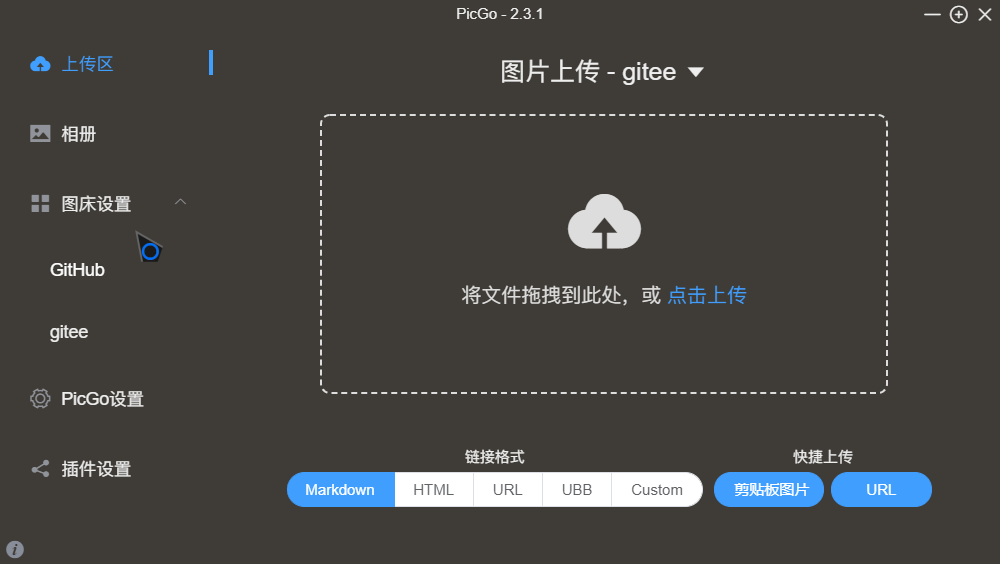 PicGo - 2.3.1
上传区
相册
图床设置
GitHub
gitee
PicGo设置
插件设置
图片上传 - gitee
将文件拖拽到此处，或 点击上传
链接格式
Markdown HTML URL UBB Custom
快捷上传
剪贴板图片 URL
i